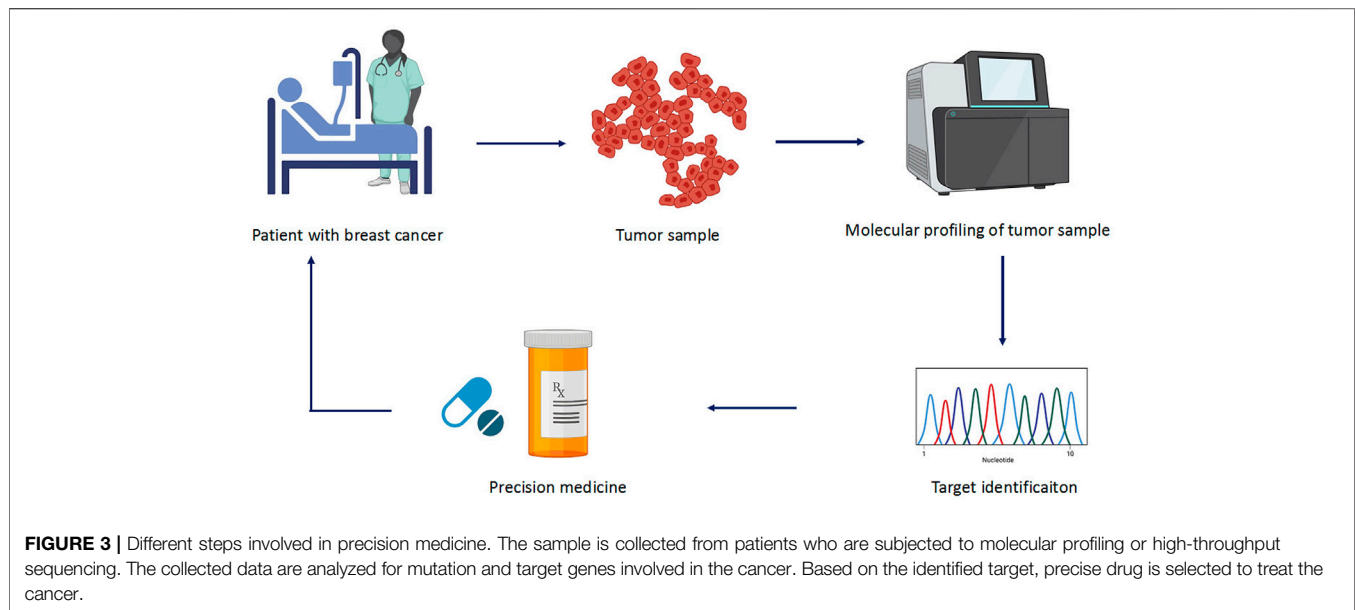 Patient with breast cancer
Tumor sample
Molecular profiling of tumor sample
Rx
Precision medicine
1
10
Nucleotide
Target identificaiton
FIGURE 3 | Different steps involved in precision medicine. The sample is collected from patients who are subjected to molecular profiling or high-throughput
sequencing. The collected data are analyzed for mutation and target genes involved in the cancer. Based on the identified target, precise drug is selected to treat the
cancer.